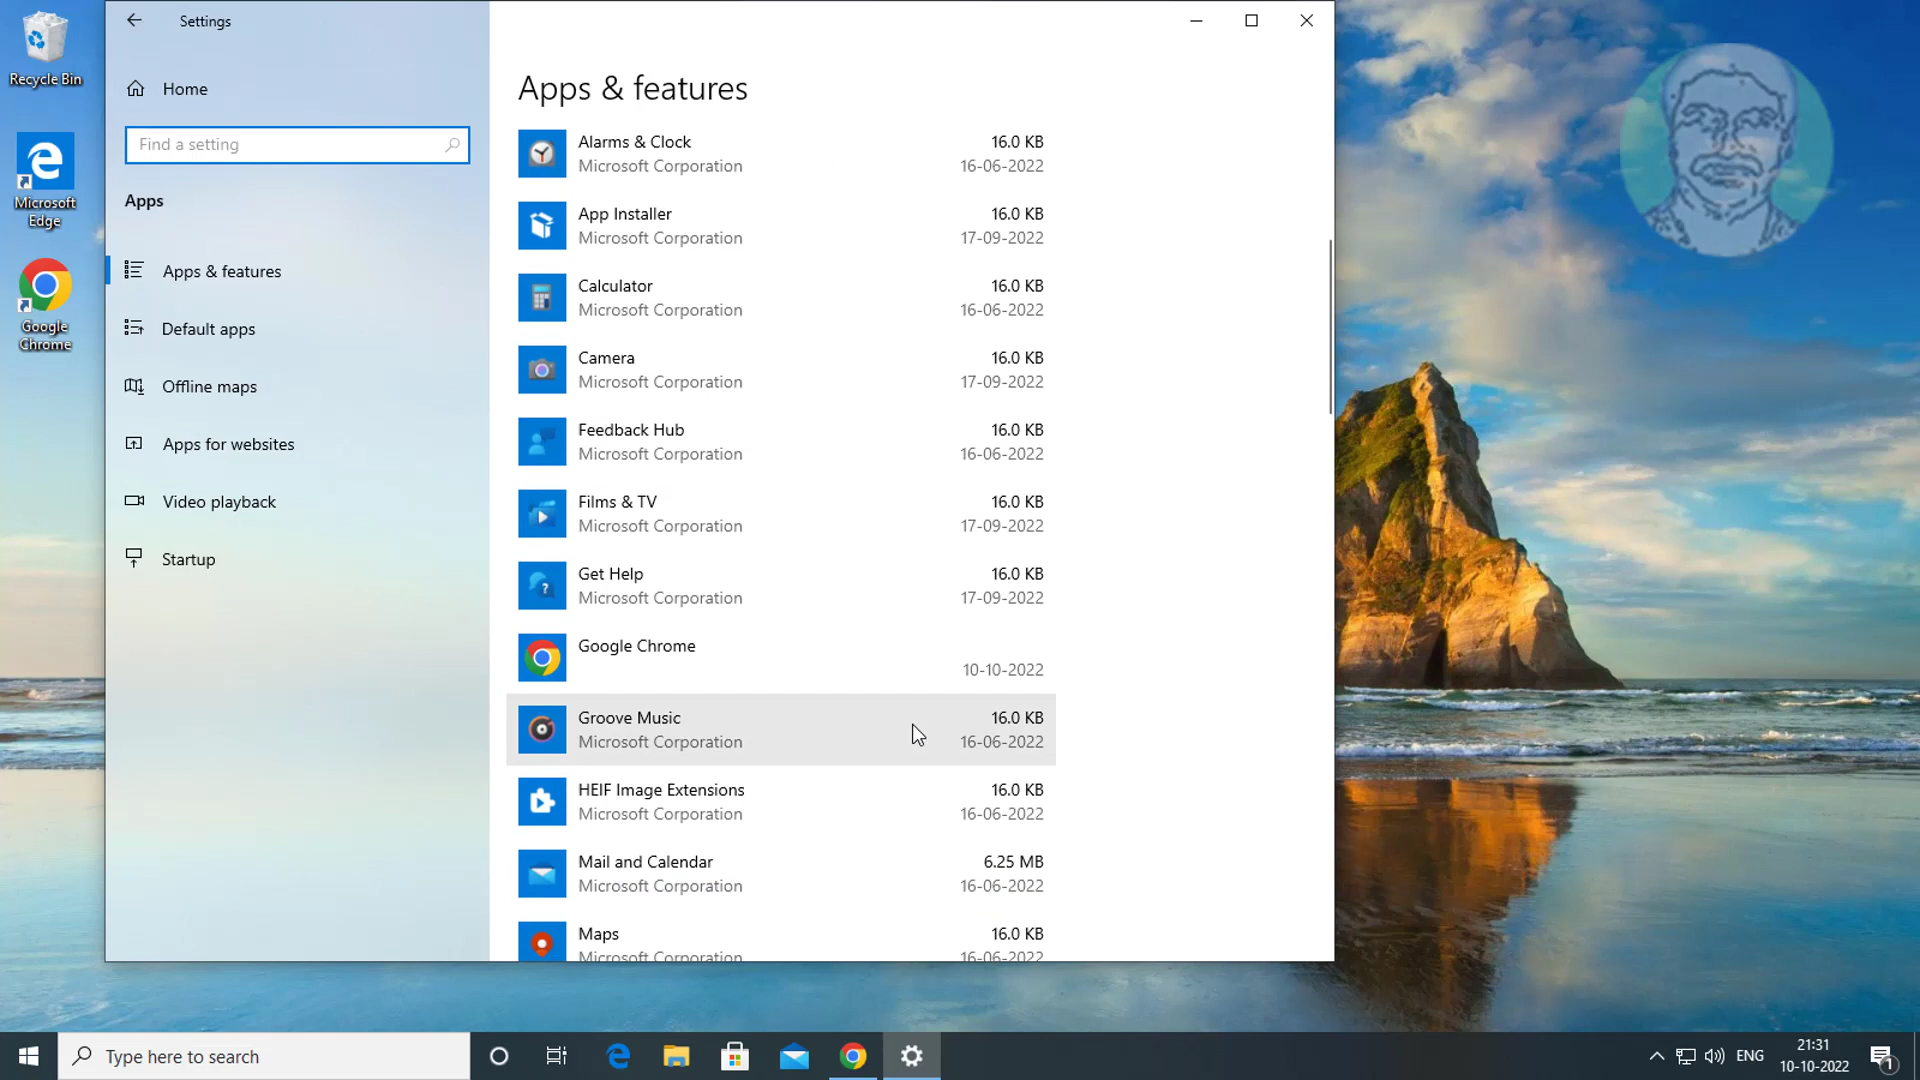 Recycle Bin
Microsoft
Edge
Google
Chrome
Settings
Home
Find a setting
Apps
Apps & features
Default apps
Offline maps
Apps for websites
Video playback
Startup
Apps & features
Alarms & Clock 16.0 KB
Microsoft Corporation 16-06-2022
App Installer 16.0 KB
Microsoft Corporation 17-09-2022
Calculator 16.0 KB
Microsoft Corporation 16-06-2022
Camera 16.0 KB
Microsoft Corporation 17-09-2022
Feedback Hub 16.0 KB
Microsoft Corporation 16-06-2022
Films & TV 16.0 KB
Microsoft Corporation 17-09-2022
Get Help 16.0 KB
Microsoft Corporation 17-09-2022
Google Chrome
10-10-2022
Groove Music 16.0 KB
Microsoft Corporation 16-06-2022
HEIF Image Extensions 16.0 KB
Microsoft Corporation 16-06-2022
Mail and Calendar 6.25 MB
Microsoft Corporation 16-06-2022
Maps 16.0 KB
Microsoft Corporation 16-06-2022
Type here to search
ENG
21:31
10-10-2022
1